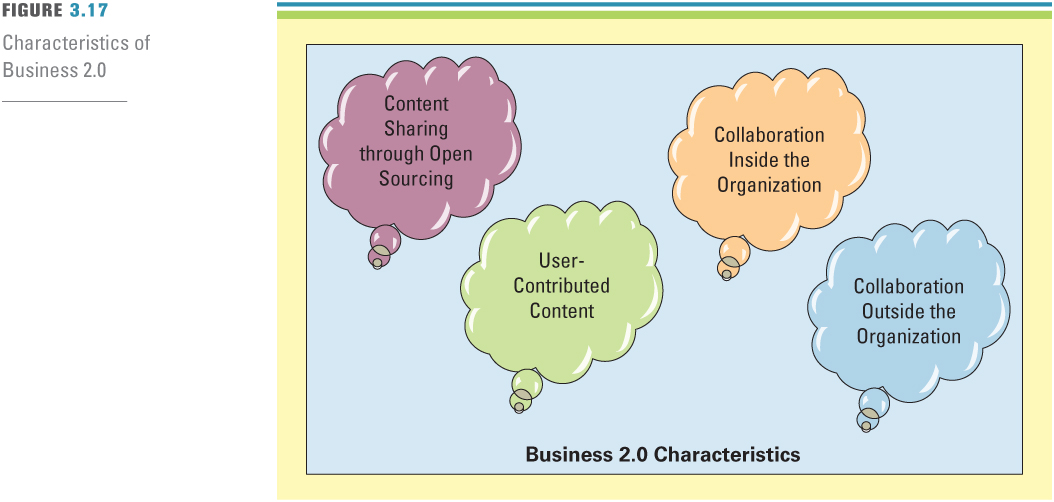 FIGURE 3.17
Characteristics of
Business 2.0
Content
Sharing
through Open
Sourcing
User-
Contributed
Content
Collaboration
Inside the
Organization
Collaboration
Outside the
Organization
Business 2.0 Characteristics